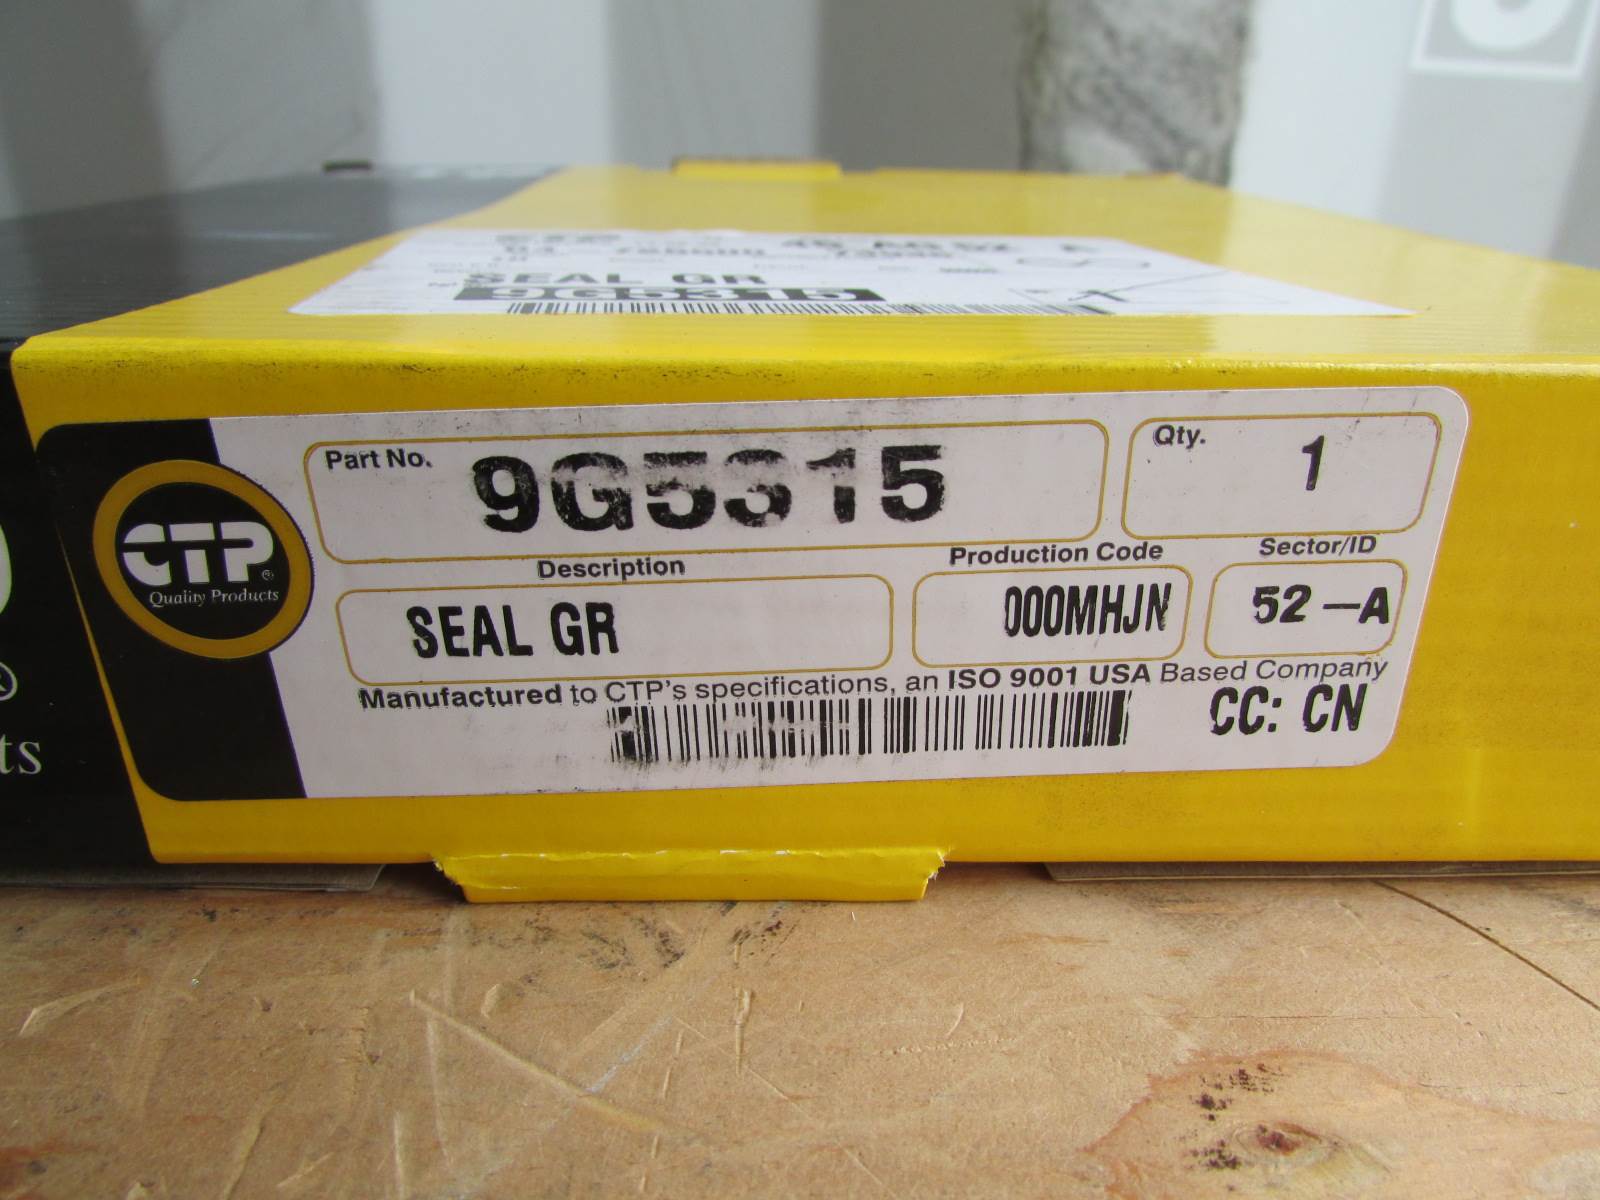 SEAL GR
9G5315
Part No. 9G5315
Qty. 1
Description
SEAL GR
Production Code
000MHJN
Sector/ID
52-A
CTP®
Quality Products
Manufactured to CTP's specifications, an ISO 9001 USA Based Company
CC: CN
®
ts